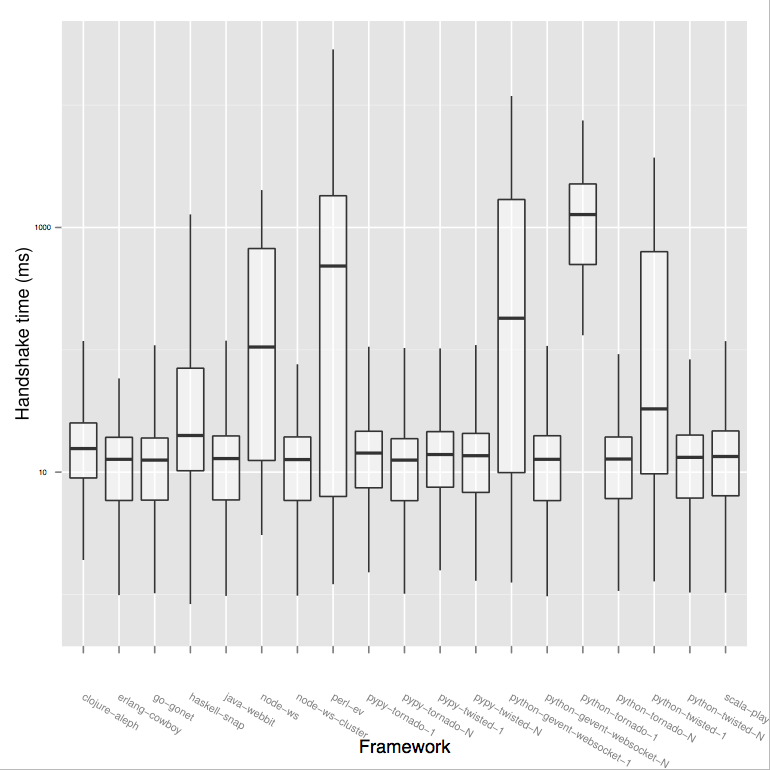 Handshake time (ms)
1000
10
clojure-aleph
erlang-cowboy
go-gonet
haskell-snap
java-webbit
node-ws
node-ws-cluster
perl-ev
pypy-tornado-1
pypy-tornado-N
pypy-twisted-1
pypy-twisted-N
python-gevent-websocket-1
python-gevent-websocket-N
python-tornado-1
python-tornado-N
python-twisted-1
python-twisted-N
scala-play
Framework